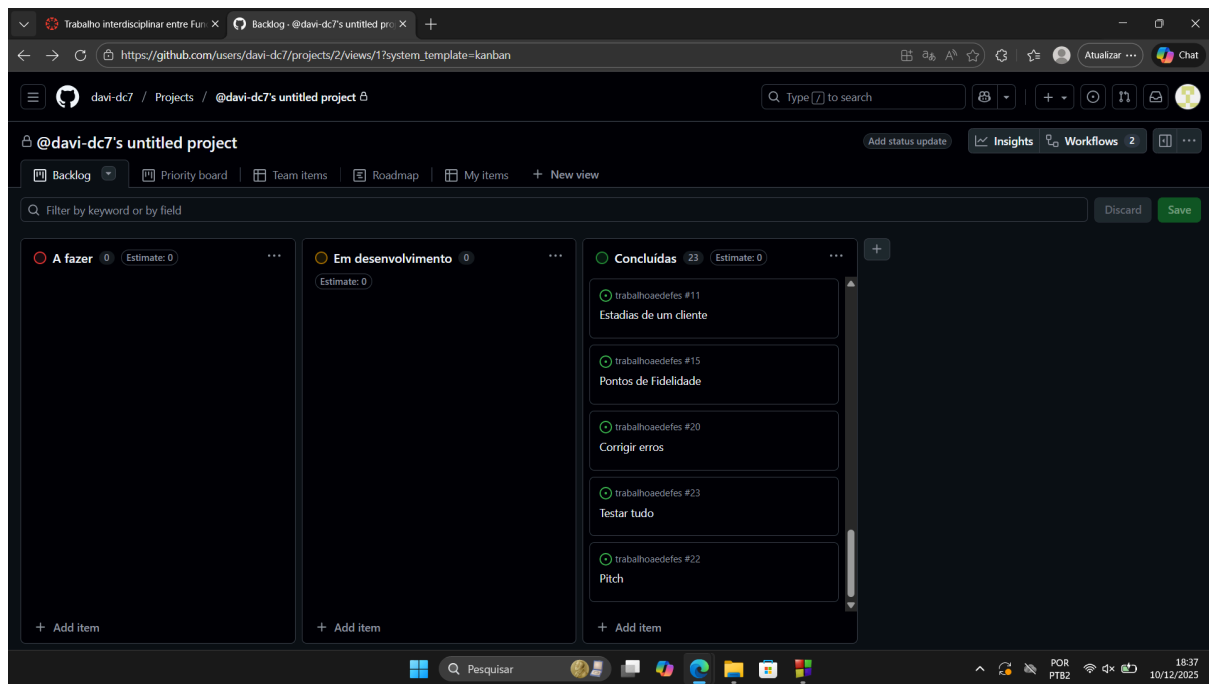 Trabalho interdisciplinar entre Fun
Backlog · @davi-dc7's untitled proj
https://github.com/users/davi-dc7/projects/2/views/1?system_template=kanban
Atualizar
Chat
davi-dc7 / Projects / @davi-dc7's untitled project
Type / to search
@davi-dc7's untitled project
Add status update
Insights
Workflows 2
Backlog
Priority board
Team items
Roadmap
My items
+ New view
Filter by keyword or by field
Discard
Save
A fazer 0 Estimate: 0
Em desenvolvimento 0
Estimate: 0
Concluídas 23 Estimate: 0
trabalhoaedefes #11
Estadias de um cliente
trabalhoaedefes #15
Pontos de Fidelidade
trabalhoaedefes #20
Corrigir erros
trabalhoaedefes #23
Testar tudo
trabalhoaedefes #22
Pitch
+ Add item
+ Add item
+ Add item
Pesquisar
POR
PTB2
18:37
10/12/2025